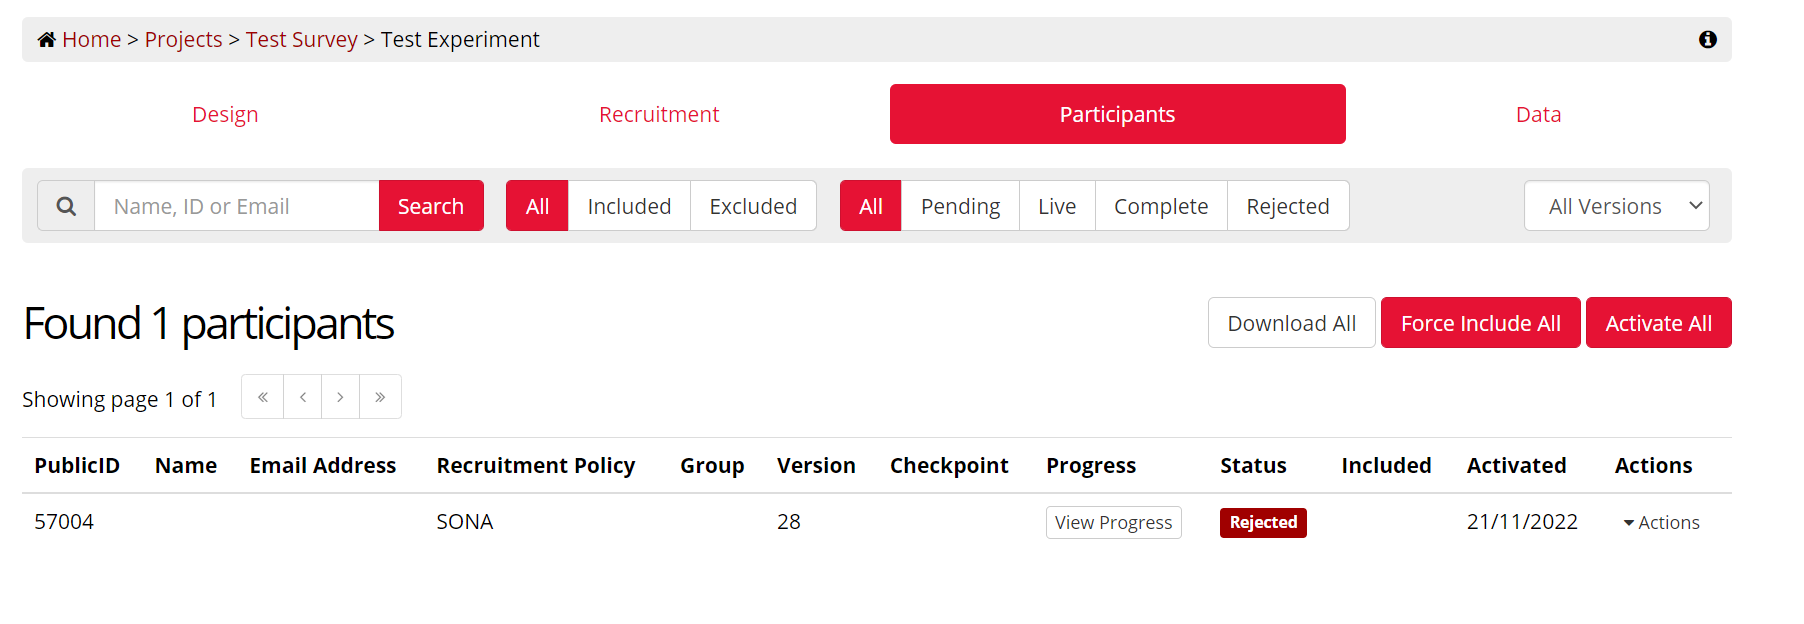 Home > Projects > Test Survey > Test Experiment
Design Recruitment Participants Data
Name, ID or Email Search All Included Excluded All Pending Live Complete Rejected All Versions
Found 1 participants Download All Force Include All Activate All
Showing page 1 of 1 « ‹ › »
PublicID Name Email Address Recruitment Policy Group Version Checkpoint Progress Status Included Activated Actions
57004 SONA 28 View Progress Rejected 21/11/2022 Actions